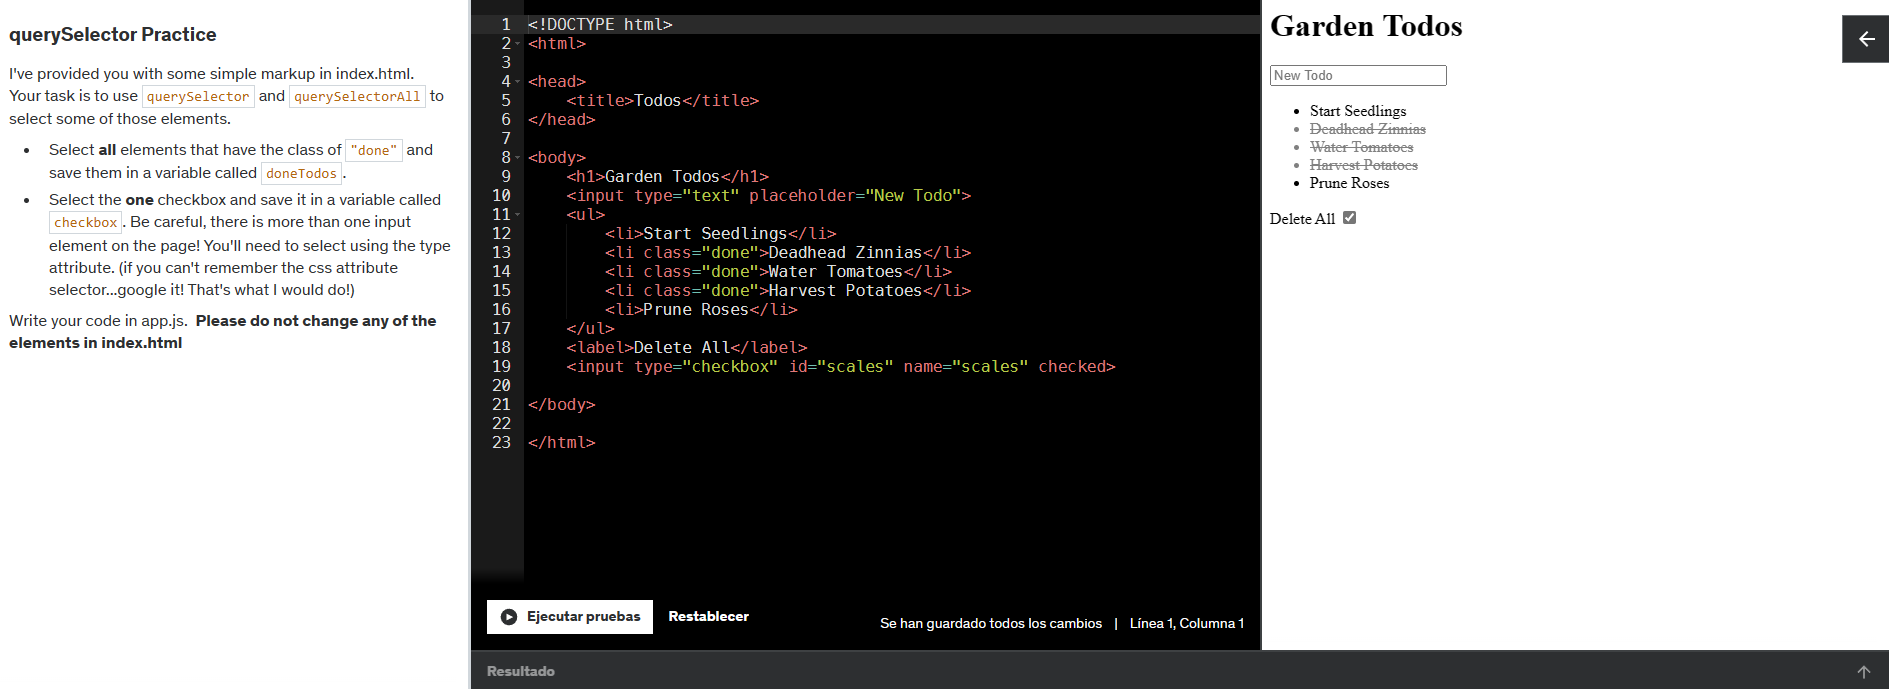 querySelector Practice
I've provided you with some simple markup in index.html.
Your task is to use querySelector and querySelectorAll to
select some of those elements.
Select all elements that have the class of "done" and
save them in a variable called doneTodos.
Select the one checkbox and save it in a variable called
checkbox. Be careful, there is more than one input
element on the page! You'll need to select using the type
attribute. (if you can't remember the css attribute
selector...google it! That's what I would do!)
Write your code in app.js. Please do not change any of the
elements in index.html
1 <!DOCTYPE html>
2 <html>
3
4 <head>
5 <title>Todos</title>
6 </head>
7
8 <body>
9 <h1>Garden Todos</h1>
10 <input type="text" placeholder="New Todo">
11 <ul>
12 <li>Start Seedlings</li>
13 <li class="done">Deadhead Zinnias</li>
14 <li class="done">Water Tomatoes</li>
15 <li class="done">Harvest Potatoes</li>
16 <li>Prune Roses</li>
17 </ul>
18 <label>Delete All</label>
19 <input type="checkbox" id="scales" name="scales" checked>
20
21 </body>
22
23 </html>
Ejecutar pruebas
Restablecer
Se han guardado todos los cambios | Línea 1, Columna 1
Resultado
Garden Todos
New Todo
Start Seedlings
Deadhead Zinnias
Water Tomatoes
Harvest Potatoes
Prune Roses
Delete All